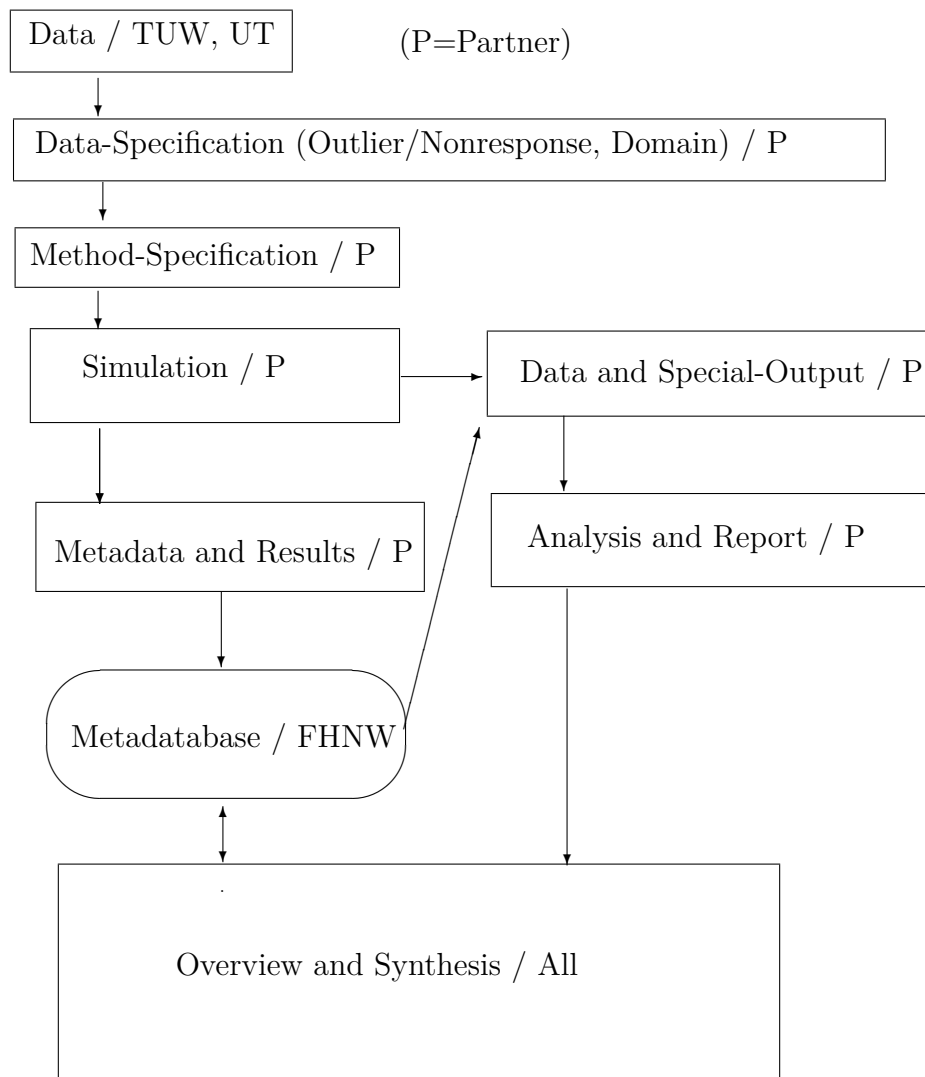 Data / TUW, UT
(P=Partner)
Data-Specification (Outlier/Nonresponse, Domain) / P
Method-Specification / P
Simulation / P
Data and Special-Output / P
Metadata and Results / P
Analysis and Report / P
Metadatabase / FHNW
.
Overview and Synthesis / All